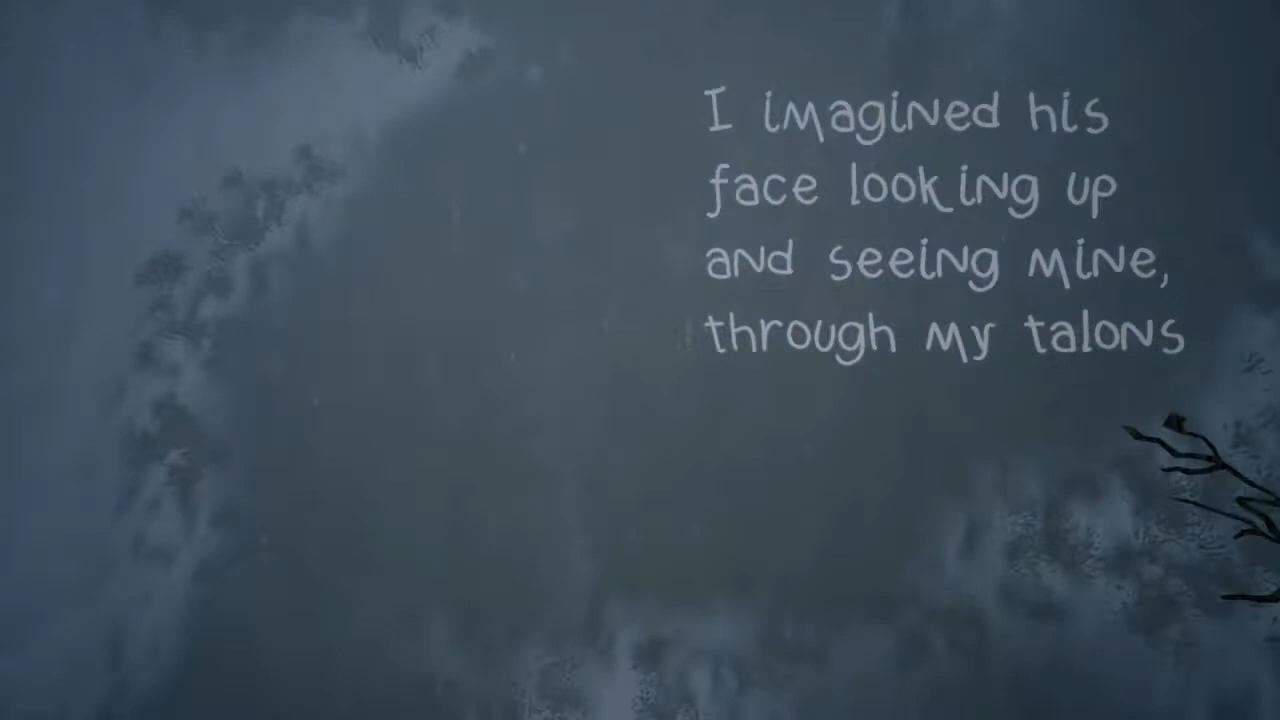 I imagined his
face looking up
and seeing mine,
through my talons